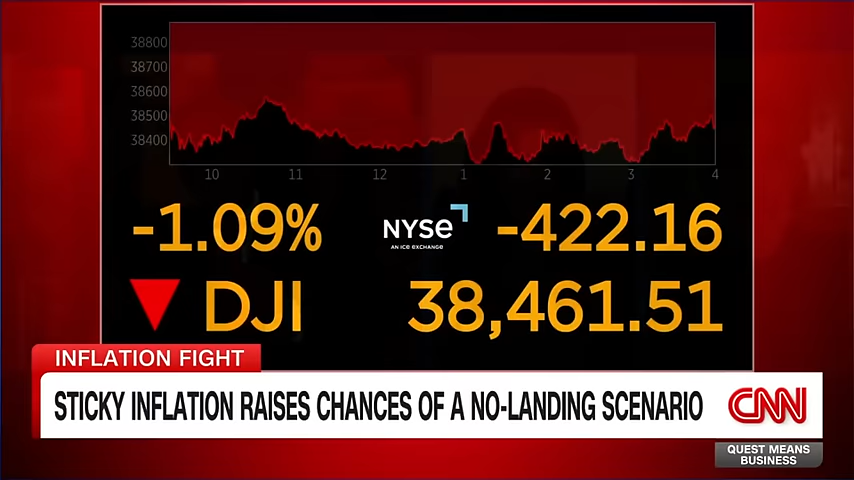 38800
38700
38600
38500
38400
10 11 12 1 2 3 4
-1.09% NYSE -422.16
AN ICE EXCHANGE
DJI 38,461.51
INFLATION FIGHT
STICKY INFLATION RAISES CHANCES OF A NO-LANDING SCENARIO
CNN
QUEST MEANS
BUSINESS